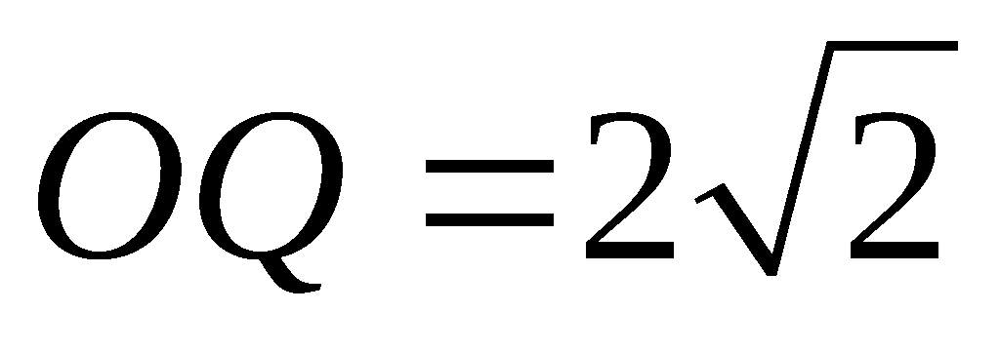 OQ = 2√2